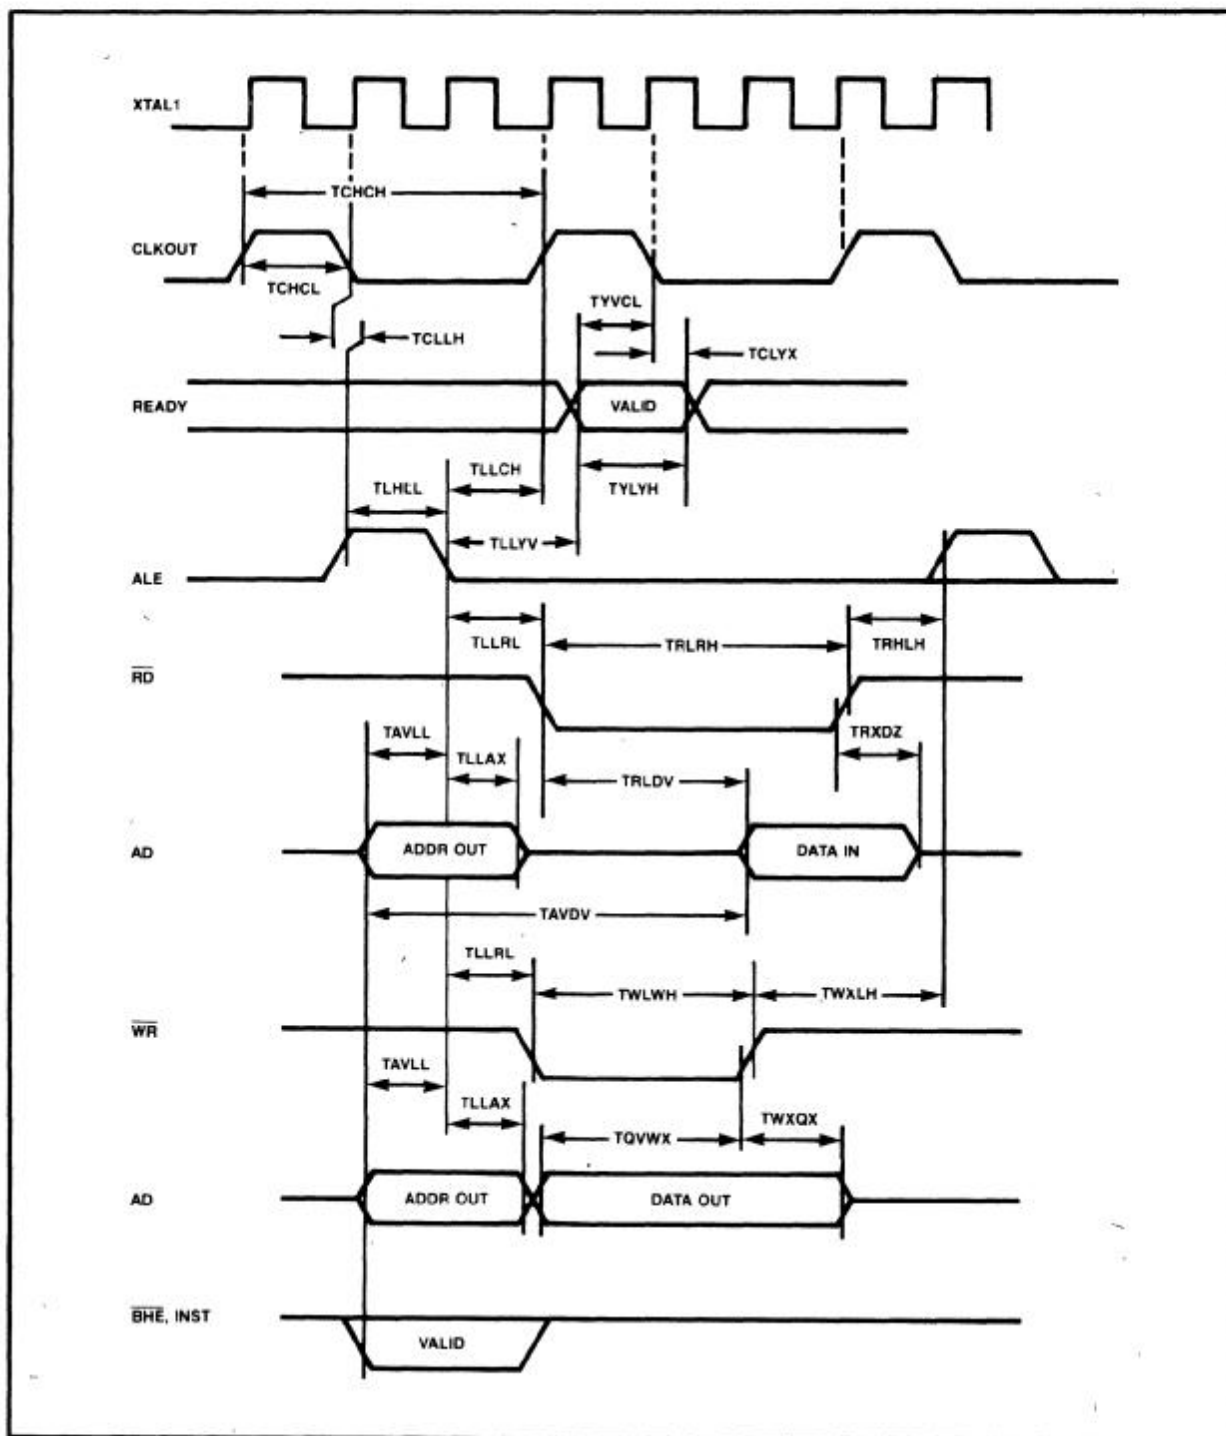 XTAL1
TCHCH
CLKOUT
TCHCL
TYVCL
TCLLH
TCLYX
READY
VALID
TLLCH
TLHLL
TYLYH
TLLYV
ALE
TLLRL
TRLRH
TRHLH
RD
TAVLL
TRXDZ
TLLAX
TRLDV
AD
ADDR OUT
DATA IN
TAVDV
TLLRL
TWLWH
TWXLH
WR
TAVLL
TLLAX
TWXQX
TQVWX
AD
ADDR OUT
DATA OUT
BHE, INST
VALID